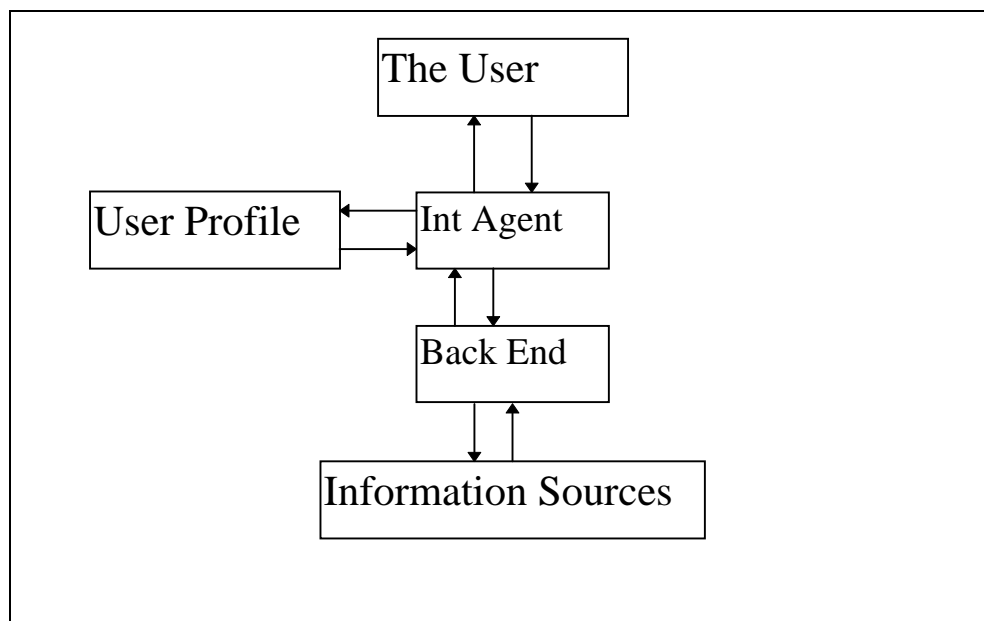 The User
User Profile
Int Agent
Back End
Information Sources